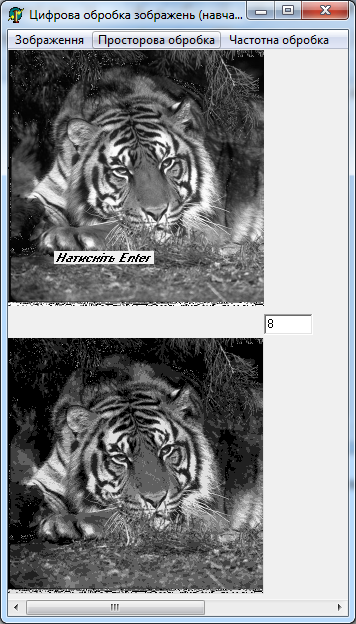 Цифрова обробка зображень (навча...
Зображення Просторова обробка Частотна обробка
Натисніть Enter
8